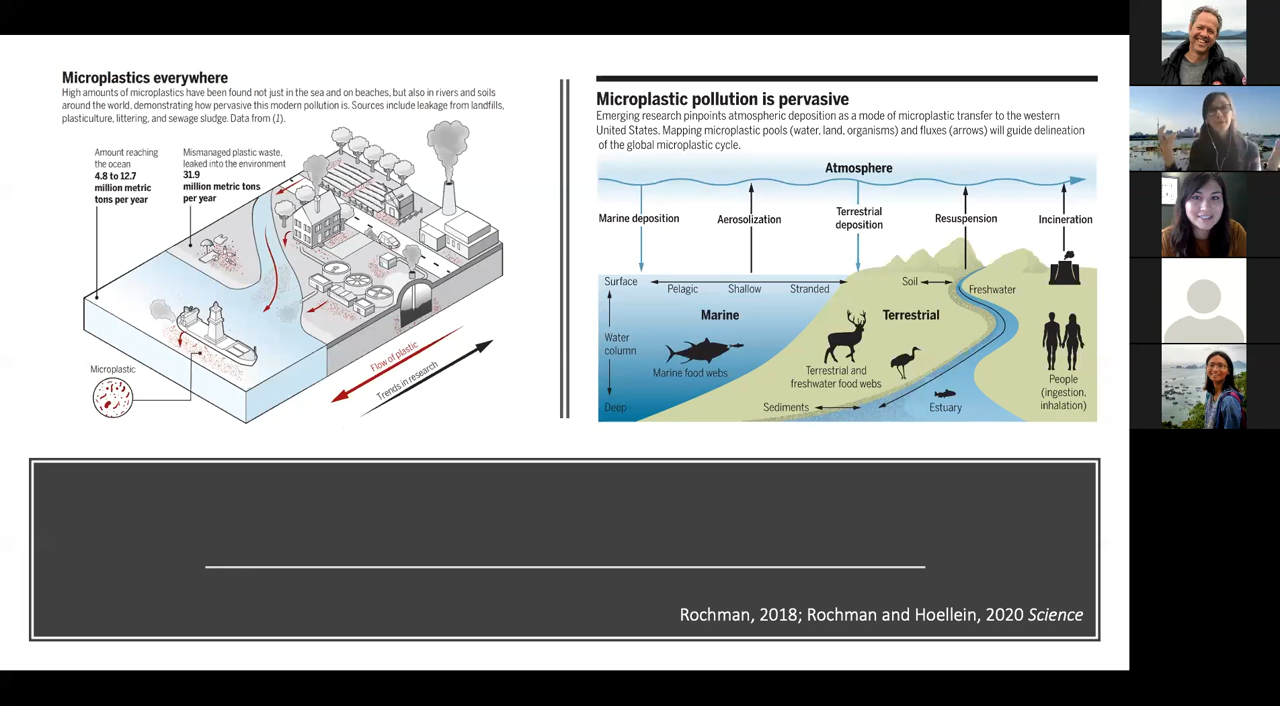 Microplastics everywhere
High amounts of microplastics have been found not just in the sea and on beaches, but also in rivers and soils
around the world, demonstrating how pervasive this modern pollution is. Sources include leakage from landfills,
plasticulture, littering, and sewage sludge. Data from (1).
Amount reaching
the ocean
4.8 to 12.7
million metric
tons per year
Mismanaged plastic waste,
leaked into the environment
31.9
million metric tons
per year
Microplastic
Flow of plastic
Trends in research
Microplastic pollution is pervasive
Emerging research pinpoints atmospheric deposition as a mode of microplastic transfer to the western
United States. Mapping microplastic pools (water, land, organisms) and fluxes (arrows) will guide delineation
of the global microplastic cycle.
Atmosphere
Marine deposition
Aerosolization
Terrestrial
deposition
Resuspension
Incineration
Surface
Pelagic
Shallow
Stranded
Soil
Freshwater
Marine
Terrestrial
Water
column
Marine food webs
Terrestrial and
freshwater food webs
People
(ingestion,
inhalation)
Deep
Sediments
Estuary
Rochman, 2018; Rochman and Hoellein, 2020 Science